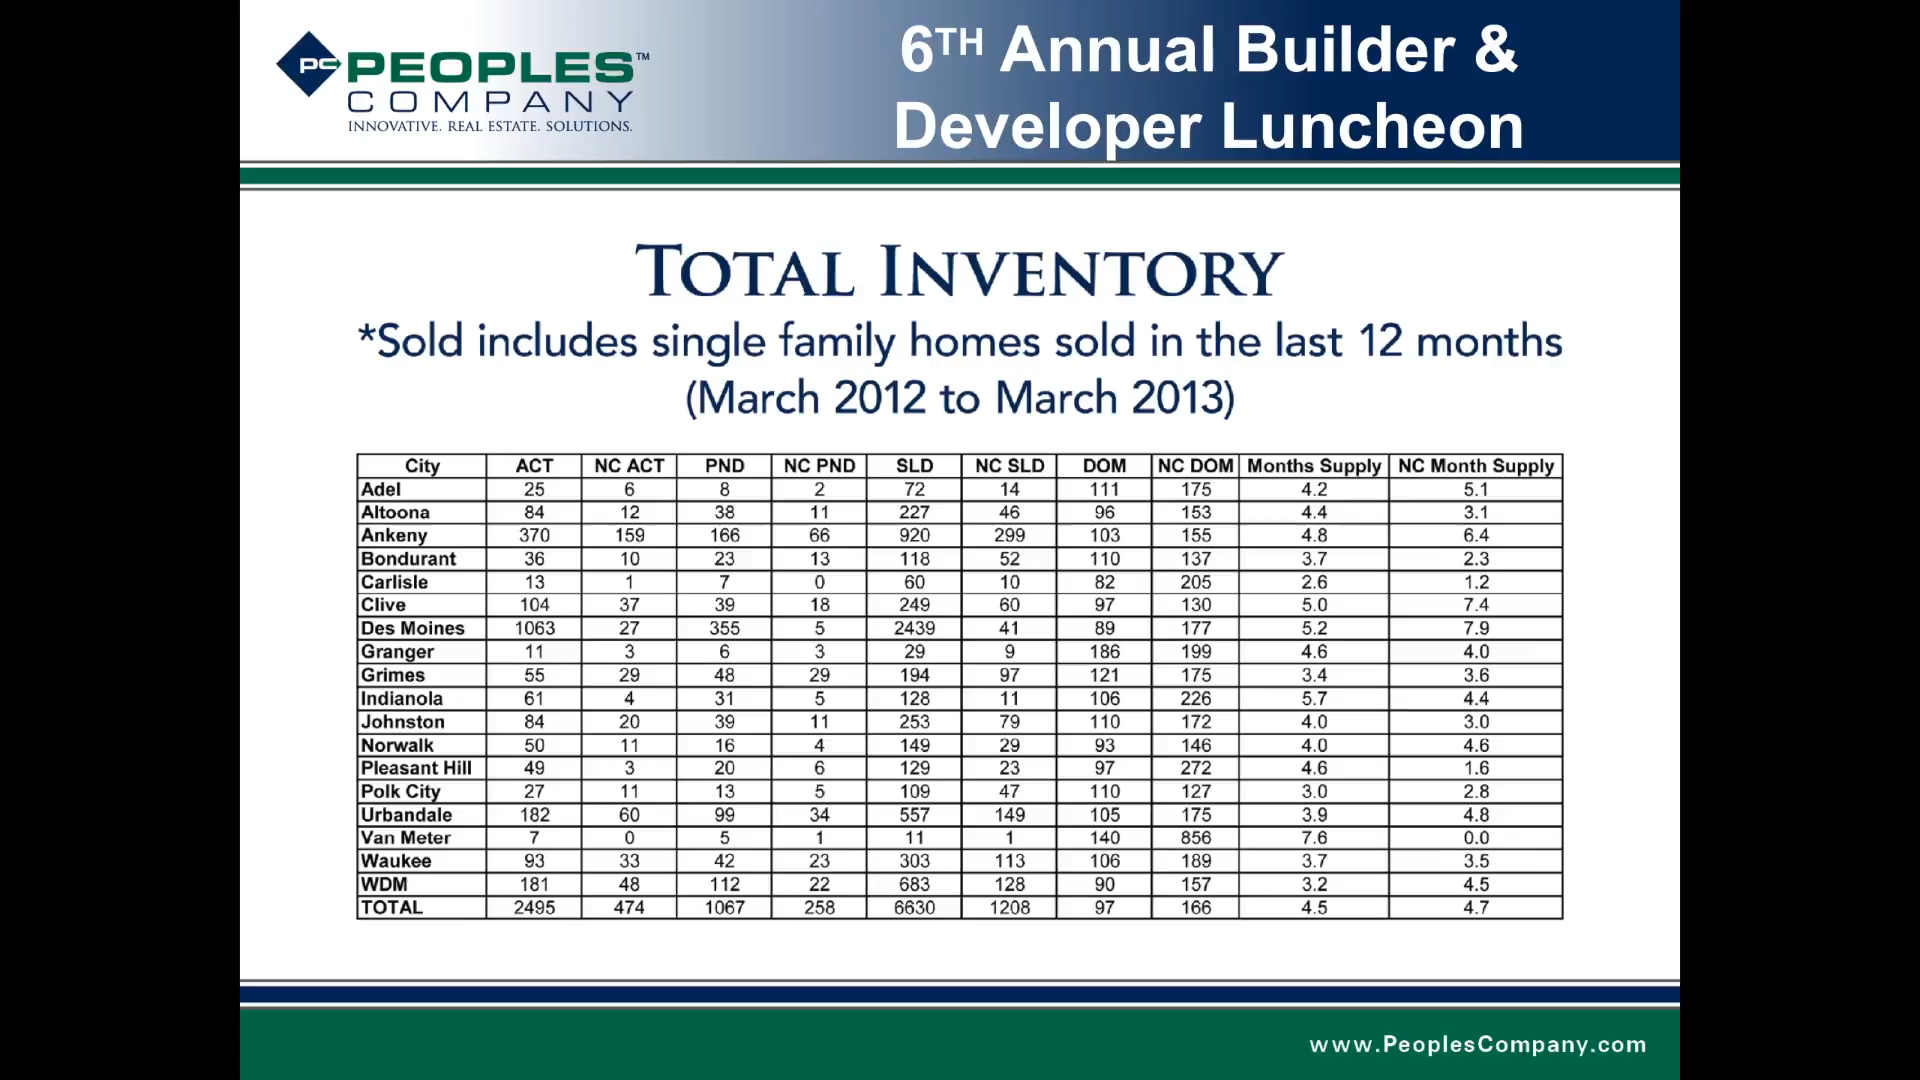 PC PEOPLES™
COMPANY
INNOVATIVE. REAL ESTATE. SOLUTIONS.
6TH Annual Builder &
Developer Luncheon
TOTAL INVENTORY
*Sold includes single family homes sold in the last 12 months
(March 2012 to March 2013)
City ACT NC ACT PND NC PND SLD NC SLD DOM NC DOM Months Supply NC Month Supply
Adel 25 6 8 2 72 14 111 175 4.2 5.1
Altoona 84 12 38 11 227 46 96 153 4.4 3.1
Ankeny 370 159 166 66 920 299 103 155 4.8 6.4
Bondurant 36 10 23 13 118 52 110 137 3.7 2.3
Carlisle 13 1 7 0 60 10 82 205 2.6 1.2
Clive 104 37 39 18 249 60 97 130 5.0 7.4
Des Moines 1063 27 355 5 2439 41 89 177 5.2 7.9
Granger 11 3 6 3 29 9 186 199 4.6 4.0
Grimes 55 29 48 29 194 97 121 175 3.4 3.6
Indianola 61 4 31 5 128 11 106 226 5.7 4.4
Johnston 84 20 39 11 253 79 110 172 4.0 3.0
Norwalk 50 11 16 4 149 29 93 146 4.0 4.6
Pleasant Hill 49 3 20 6 129 23 97 272 4.6 1.6
Polk City 27 11 13 5 109 47 110 127 3.0 2.8
Urbandale 182 60 99 34 557 149 105 175 3.9 4.8
Van Meter 7 0 5 1 11 1 140 856 7.6 0.0
Waukee 93 33 42 23 303 113 106 189 3.7 3.5
WDM 181 48 112 22 683 128 90 157 3.2 4.5
TOTAL 2495 474 1067 258 6630 1208 97 166 4.5 4.7
www.PeoplesCompany.com